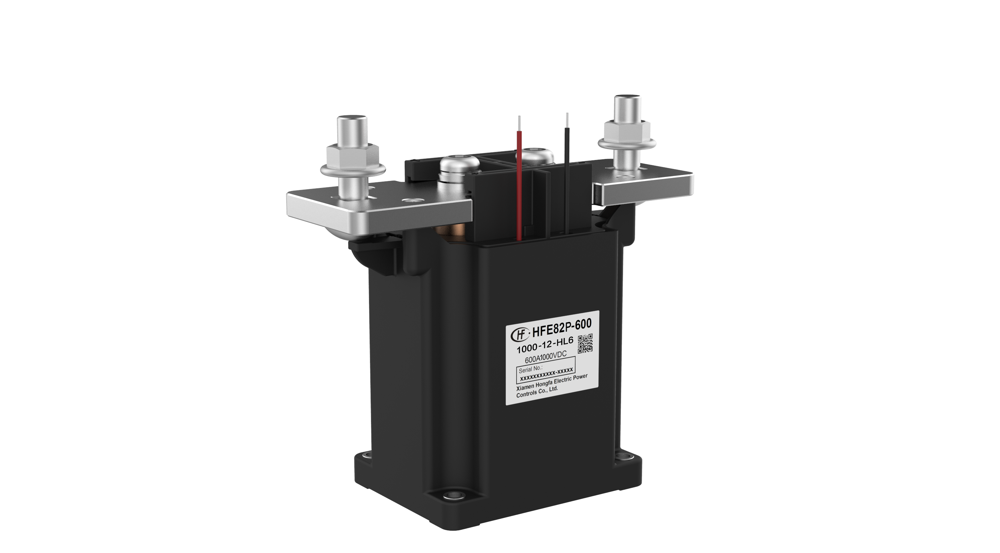 HF HFE82P-600
1000-12-HL6
600A1000VDC
Serial No.:
xxxxxxxxxxx-xxxxx
Xiamen Hongfa Electric Power
Controls Co., Ltd.